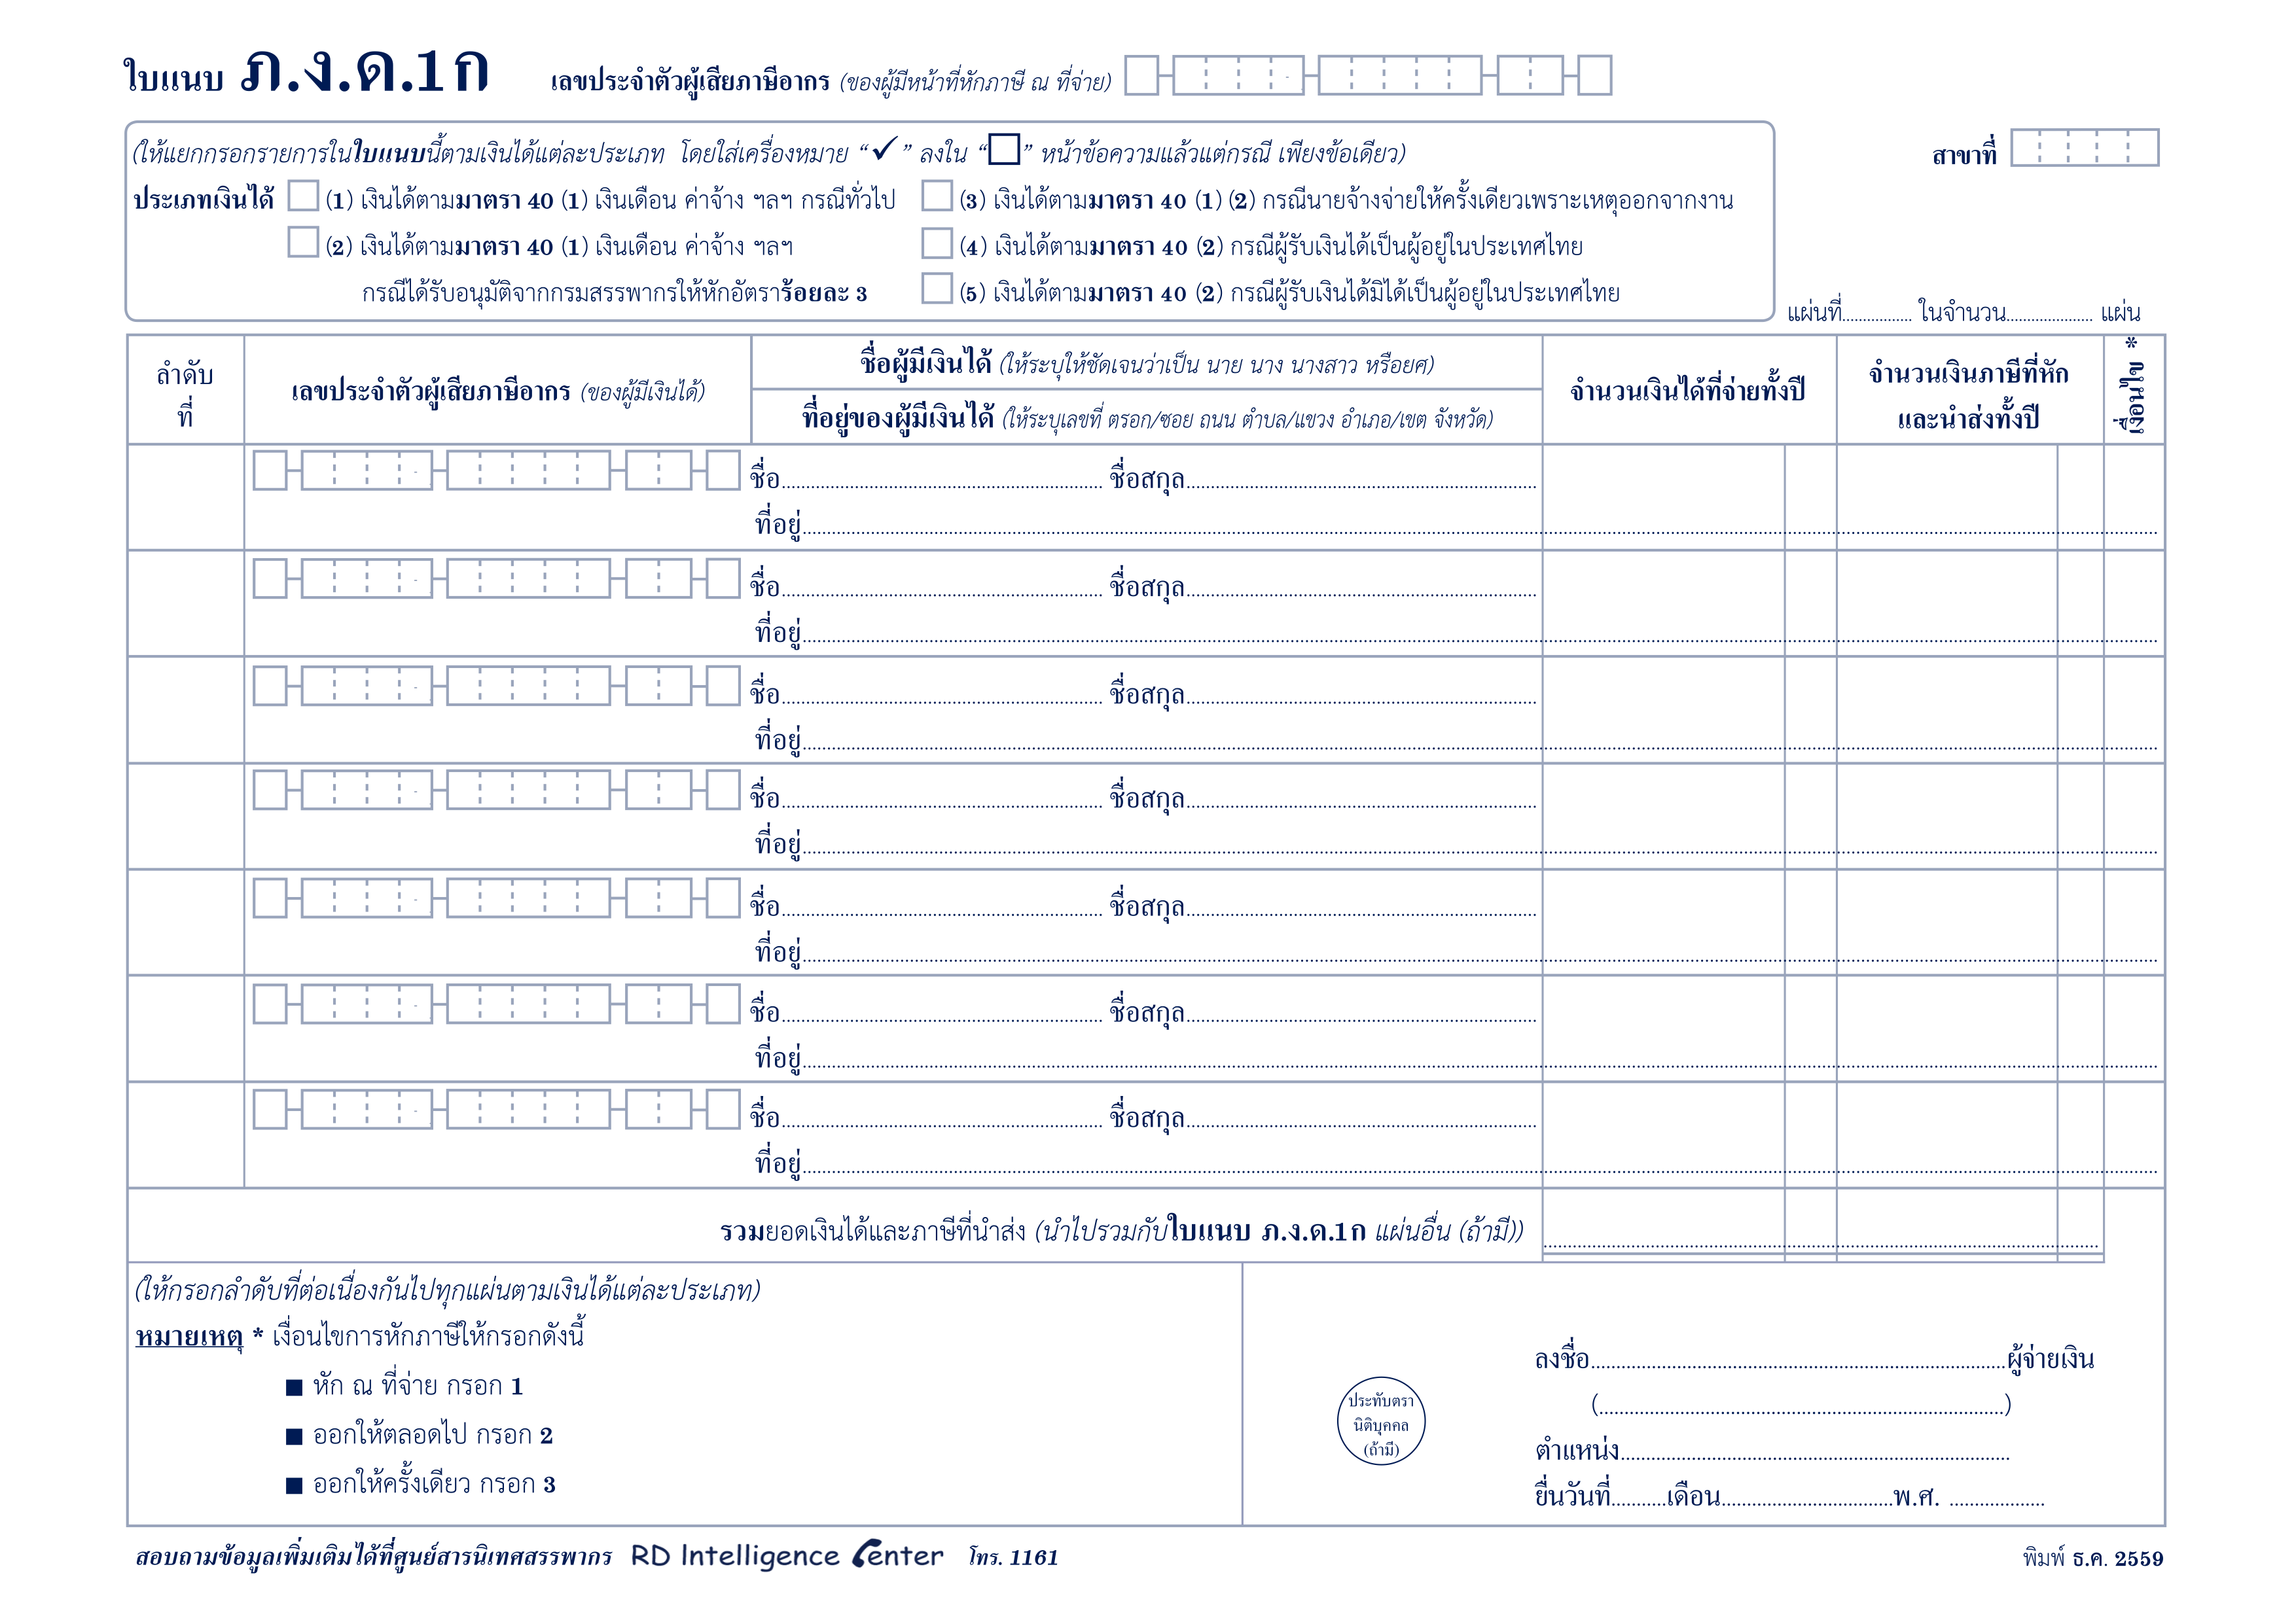 ใบแนบ ภ.ง.ด.1ก เลขประจำตัวผู้เสียภาษีอากร (ของผู้มีหน้าที่หักภาษี ณ ที่จ่าย)
(ให้แยกกรอกรายการในใบแนบนี้ตามเงินได้แต่ละประเภท โดยใส่เครื่องหมาย “✓” ลงใน “☐” หน้าข้อความแล้วแต่กรณี เพียงข้อเดียว)
สาขาที่
ประเภทเงินได้ ☐ (1) เงินได้ตามมาตรา 40 (1) เงินเดือน ค่าจ้าง ฯลฯ กรณีทั่วไป ☐ (3) เงินได้ตามมาตรา 40 (1) (2) กรณีนายจ้างจ่ายให้ครั้งเดียวเพราะเหตุออกจากงาน
☐ (2) เงินได้ตามมาตรา 40 (1) เงินเดือน ค่าจ้าง ฯลฯ ☐ (4) เงินได้ตามมาตรา 40 (2) กรณีผู้รับเงินได้เป็นผู้อยู่ในประเทศไทย
กรณีได้รับอนุมัติจากกรมสรรพากรให้หักอัตราร้อยละ 3 ☐ (5) เงินได้ตามมาตรา 40 (2) กรณีผู้รับเงินได้มิได้เป็นผู้อยู่ในประเทศไทย
แผ่นที่................ ในจำนวน.................... แผ่น
ลำดับ
ที่
เลขประจำตัวผู้เสียภาษีอากร (ของผู้มีเงินได้)
ชื่อผู้มีเงินได้ (ให้ระบุให้ชัดเจนว่าเป็น นาย นาง นางสาว หรือยศ)
ที่อยู่ของผู้มีเงินได้ (ให้ระบุเลขที่ ตรอก/ซอย ถนน ตำบล/แขวง อำเภอ/เขต จังหวัด)
จำนวนเงินได้ที่จ่ายทั้งปี
จำนวนเงินภาษีที่หัก
และนำส่งทั้งปี
เงื่อนไข *
ชื่อ.................... ชื่อสกุล....................
ที่อยู่....................
ชื่อ.................... ชื่อสกุล....................
ที่อยู่....................
ชื่อ.................... ชื่อสกุล....................
ที่อยู่....................
ชื่อ.................... ชื่อสกุล....................
ที่อยู่....................
ชื่อ.................... ชื่อสกุล....................
ที่อยู่....................
ชื่อ.................... ชื่อสกุล....................
ที่อยู่....................
ชื่อ.................... ชื่อสกุล....................
ที่อยู่....................
รวมยอดเงินได้และภาษีที่นำส่ง (นำไปรวมกับใบแนบ ภ.ง.ด.1ก แผ่นอื่น (ถ้ามี))
(ให้กรอกลำดับที่ต่อเนื่องกันไปทุกแผ่นตามเงินได้แต่ละประเภท)
หมายเหตุ * เงื่อนไขการหักภาษีให้กรอกดังนี้
■ หัก ณ ที่จ่าย กรอก 1
■ ออกให้ตลอดไป กรอก 2
■ ออกให้ครั้งเดียว กรอก 3
ประทับตรา
นิติบุคคล
(ถ้ามี)
ลงชื่อ....................ผู้จ่ายเงิน
(....................)
ตำแหน่ง....................
ยื่นวันที่...........เดือน....................พ.ศ. ...................
สอบถามข้อมูลเพิ่มเติมได้ที่ศูนย์สารนิเทศสรรพากร RD Intelligence Center โทร. 1161
พิมพ์ ธ.ค. 2559